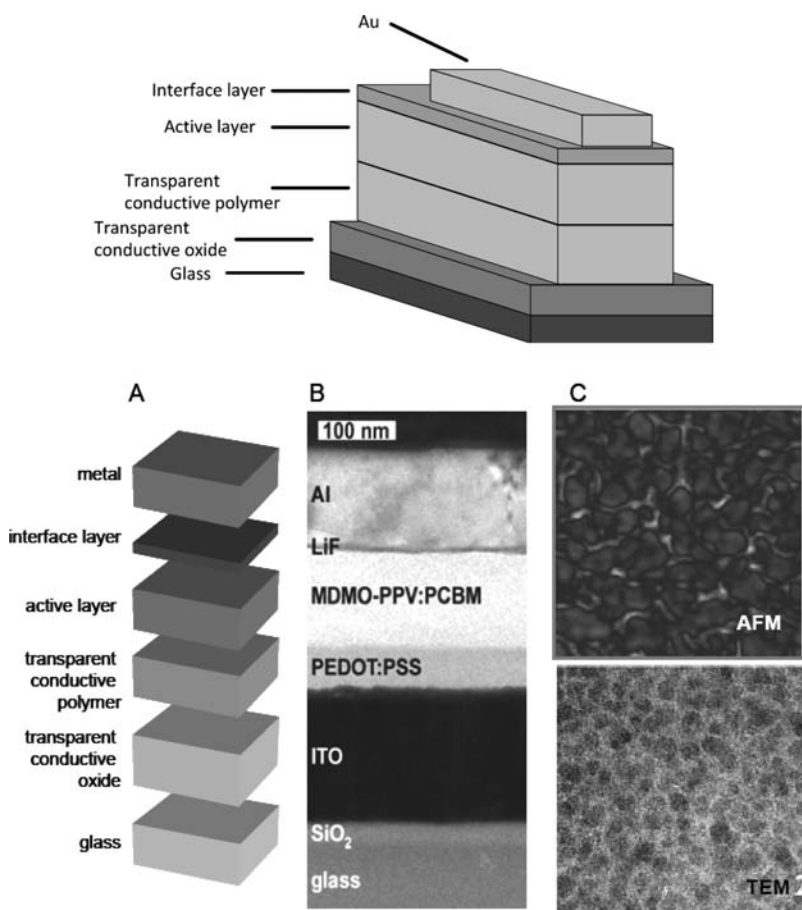 Au
Interface layer
Active layer
Transparent
conductive polymer
Transparent
conductive oxide
Glass
A
B
C
metal
interface layer
active layer
transparent
conductive
polymer
transparent
conductive
oxide
glass
100 nm
Al
LiF
MDMO-PPV:PCBM
PEDOT:PSS
ITO
SiO₂
glass
AFM
TEM